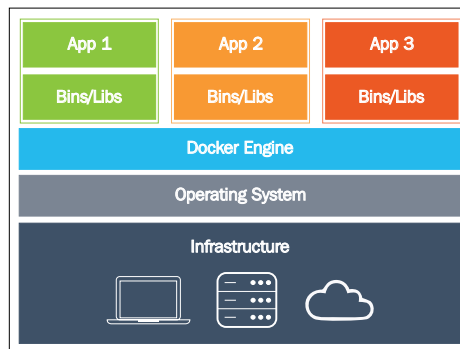 App 1
App 2
App 3
Bins/Libs
Bins/Libs
Bins/Libs
Docker Engine
Operating System
Infrastructure